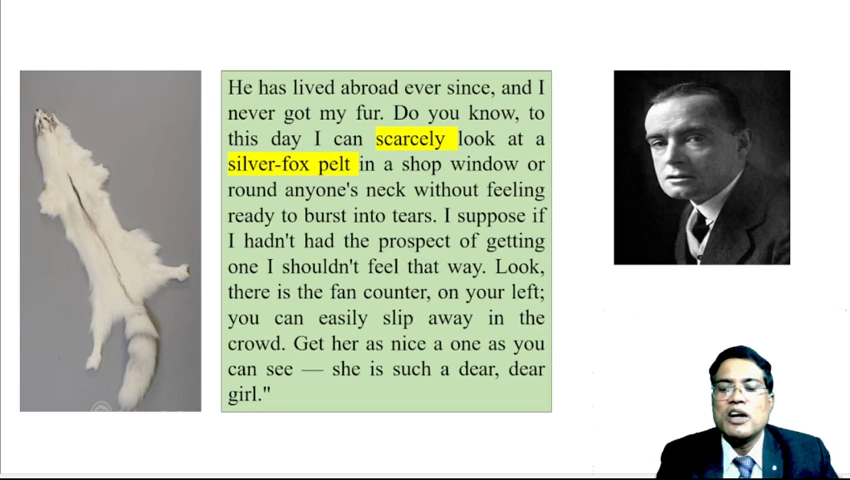 He has lived abroad ever since, and I
never got my fur. Do you know, to
this day I can scarcely look at a
silver-fox pelt in a shop window or
round anyone's neck without feeling
ready to burst into tears. I suppose if
I hadn't had the prospect of getting
one I shouldn't feel that way. Look,
there is the fan counter, on your left;
you can easily slip away in the
crowd. Get her as nice a one as you
can see — she is such a dear, dear
girl."